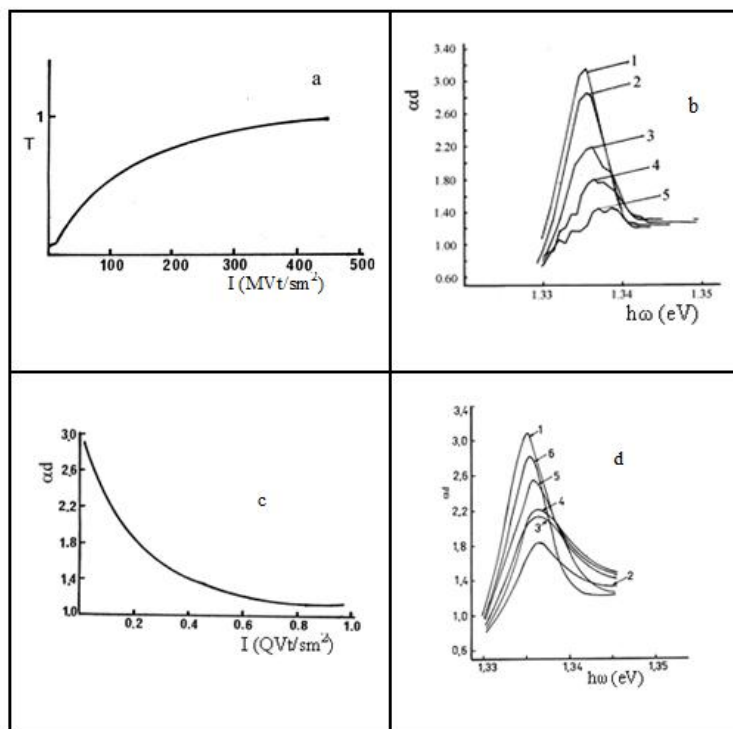 a
1
T
100 200 300 400 500
I (MVt/sm²)
3.40
3.00
2.60
2.20
1.80
1.40
1.00
0.60
αd
b
1
2
3
4
5
1.33 1.34 1.35
hω (eV)
3,0
2,6
2,2
1,8
1,4
1,0
αd
c
0.2 0.4 0.6 0.8 1.0
I (QVt/sm²)
3,4
3,0
2,6
2,2
1,8
1,4
1,0
0,6
αd
d
1
6
5
4
3
2
1,33 1,34 1,35
hω (eV)